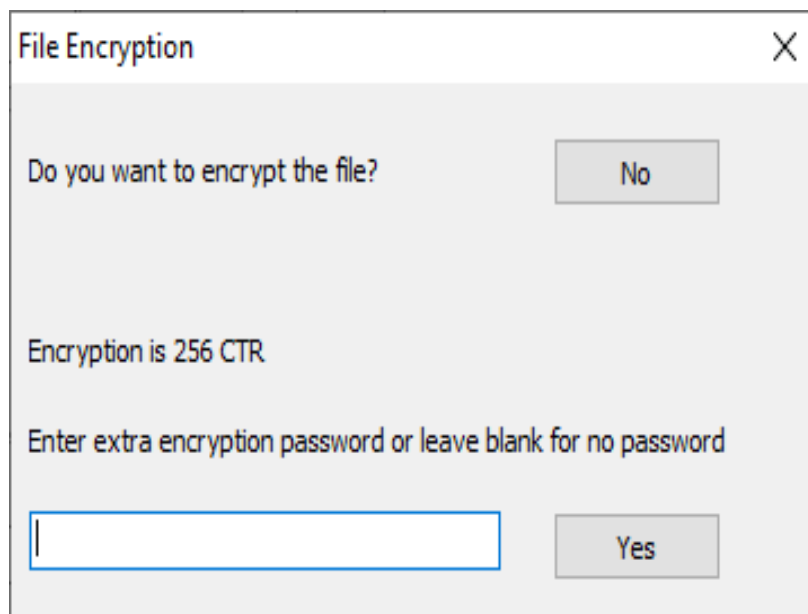 File Encryption
Do you want to encrypt the file?
No
Encryption is 256 CTR
Enter extra encryption password or leave blank for no password
Yes